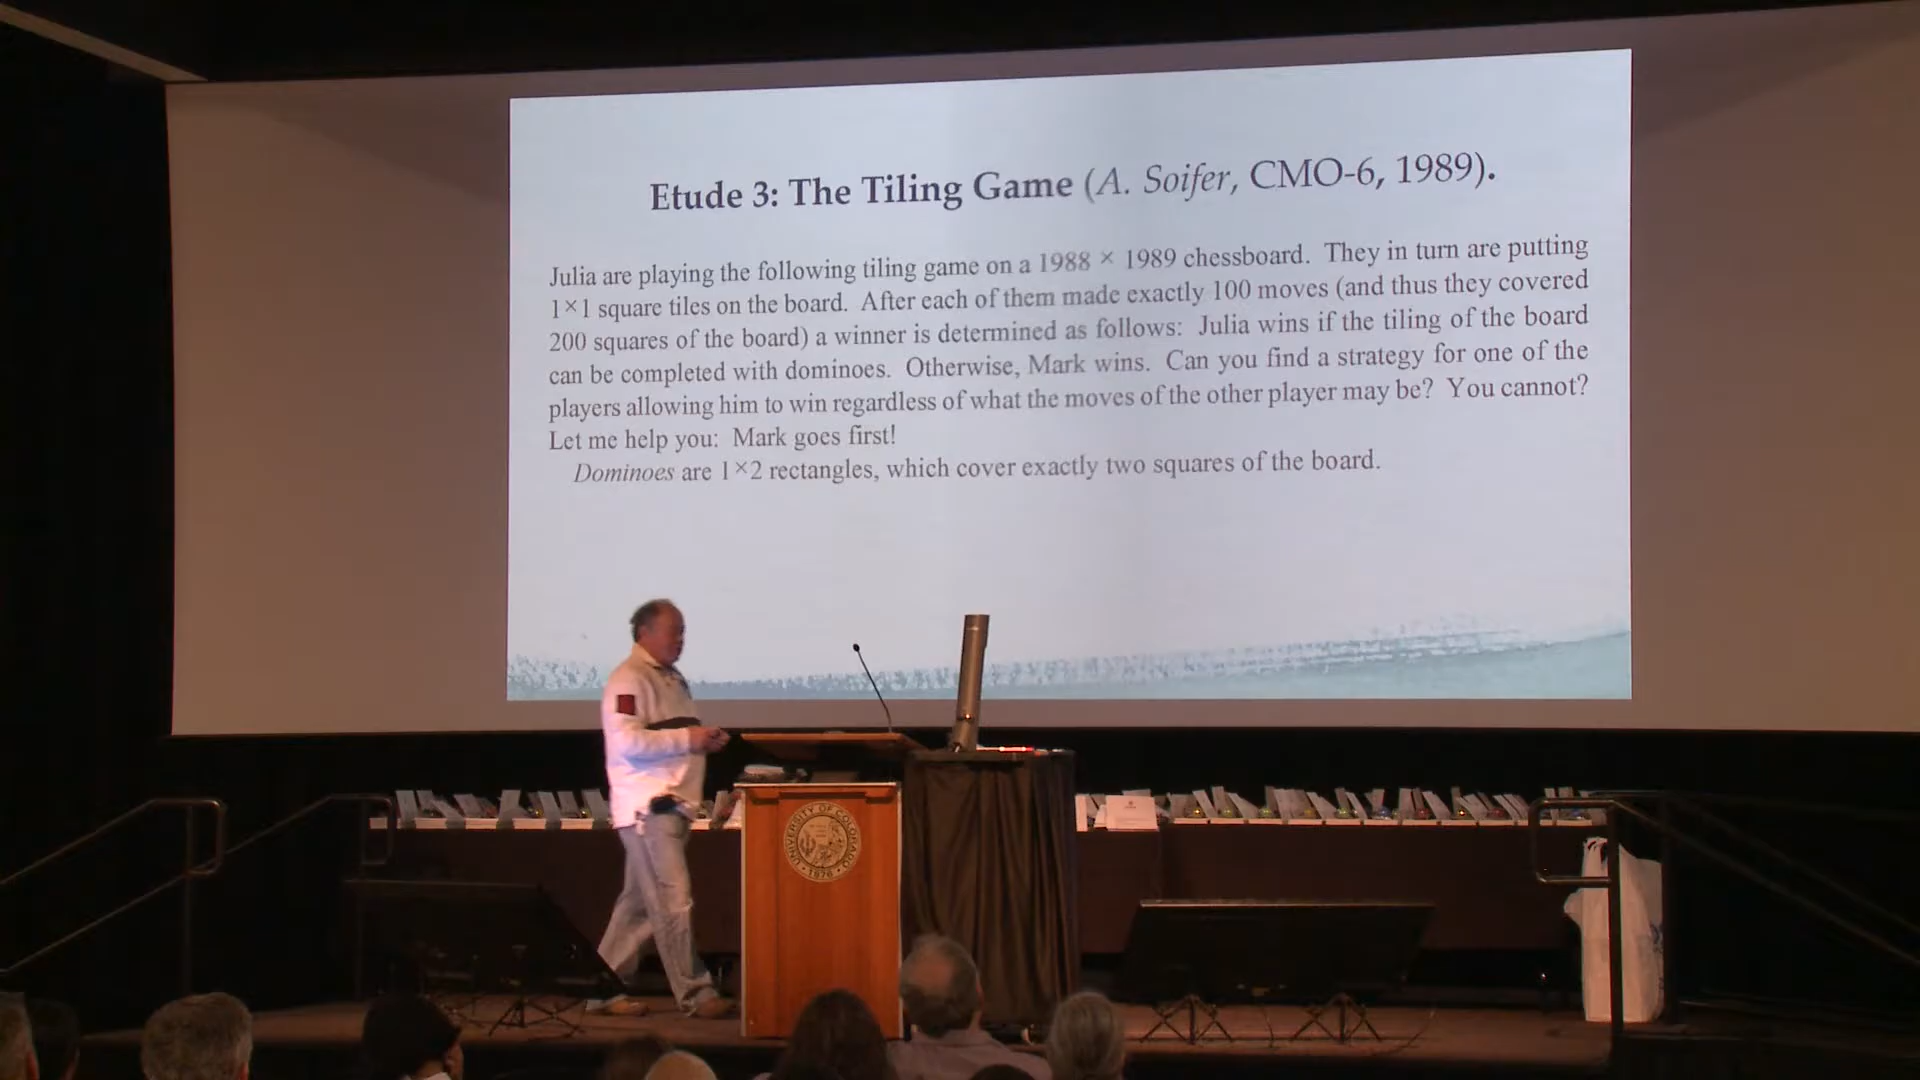 Etude 3: The Tiling Game (A. Soifer, CMO-6, 1989).
Julia are playing the following tiling game on a 1988 × 1989 chessboard. They in turn are putting
1×1 square tiles on the board. After each of them made exactly 100 moves (and thus they covered
200 squares of the board) a winner is determined as follows: Julia wins if the tiling of the board
can be completed with dominoes. Otherwise, Mark wins. Can you find a strategy for one of the
players allowing him to win regardless of what the moves of the other player may be? You cannot?
Let me help you: Mark goes first!
Dominoes are 1×2 rectangles, which cover exactly two squares of the board.
UNIVERSITY OF COLORADO
1876